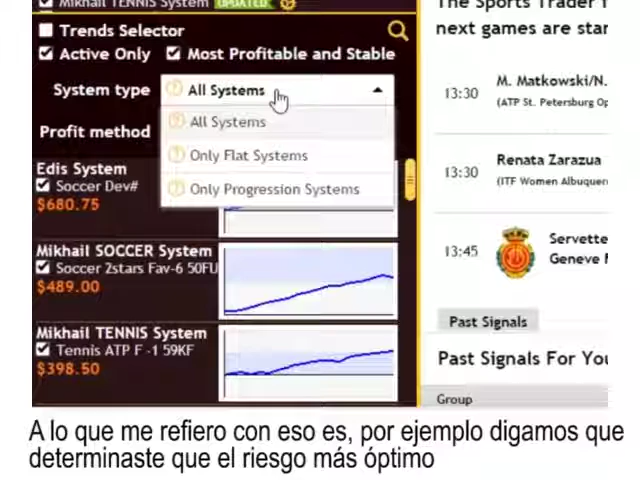 Mikhail TENNIS System UPDATED
The Sports Trader
next games are star
Trends Selector
Active Only Most Profitable and Stable
System type All Systems
All Systems
Only Flat Systems
Only Progression Systems
Profit method
Edis System
Soccer Dev#
$680.75
Mikhail SOCCER System
Soccer 2stars Fav-6 50FU
$489.00
Mikhail TENNIS System
Tennis ATP F -1 59KF
$398.50
13:30 M. Matkowski/N.
(ATP St. Petersburg Op
13:30 Renata Zarazua
(ITF Women Albuquer
13:45 Servette
Geneve
Past Signals
Past Signals For You
Group
A lo que me refiero con eso es, por ejemplo digamos que
determinaste que el riesgo más óptimo